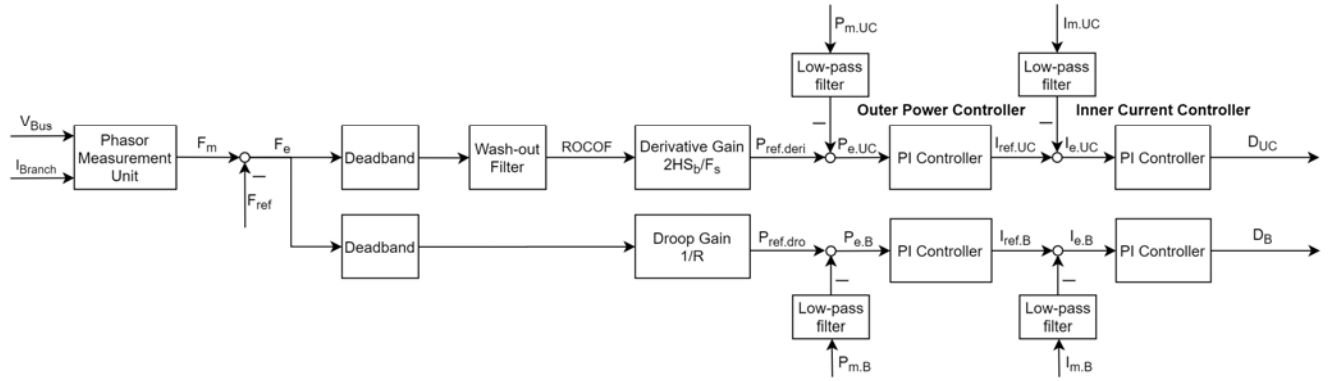 P_m.UC
I_m.UC
Low-pass
filter
Low-pass
filter
Outer Power Controller
Inner Current Controller
V_Bus
I_Branch
Phasor
Measurement
Unit
F_m
F_e
F_ref
Deadband
Wash-out
Filter
ROCOF
Derivative Gain
2HS_b/F_s
P_ref.deri
P_e.UC
PI Controller
I_ref.UC
I_e.UC
PI Controller
D_UC
Deadband
Droop Gain
1/R
P_ref.dro
P_e.B
PI Controller
I_ref.B
I_e.B
PI Controller
D_B
Low-pass
filter
Low-pass
filter
P_m.B
I_m.B